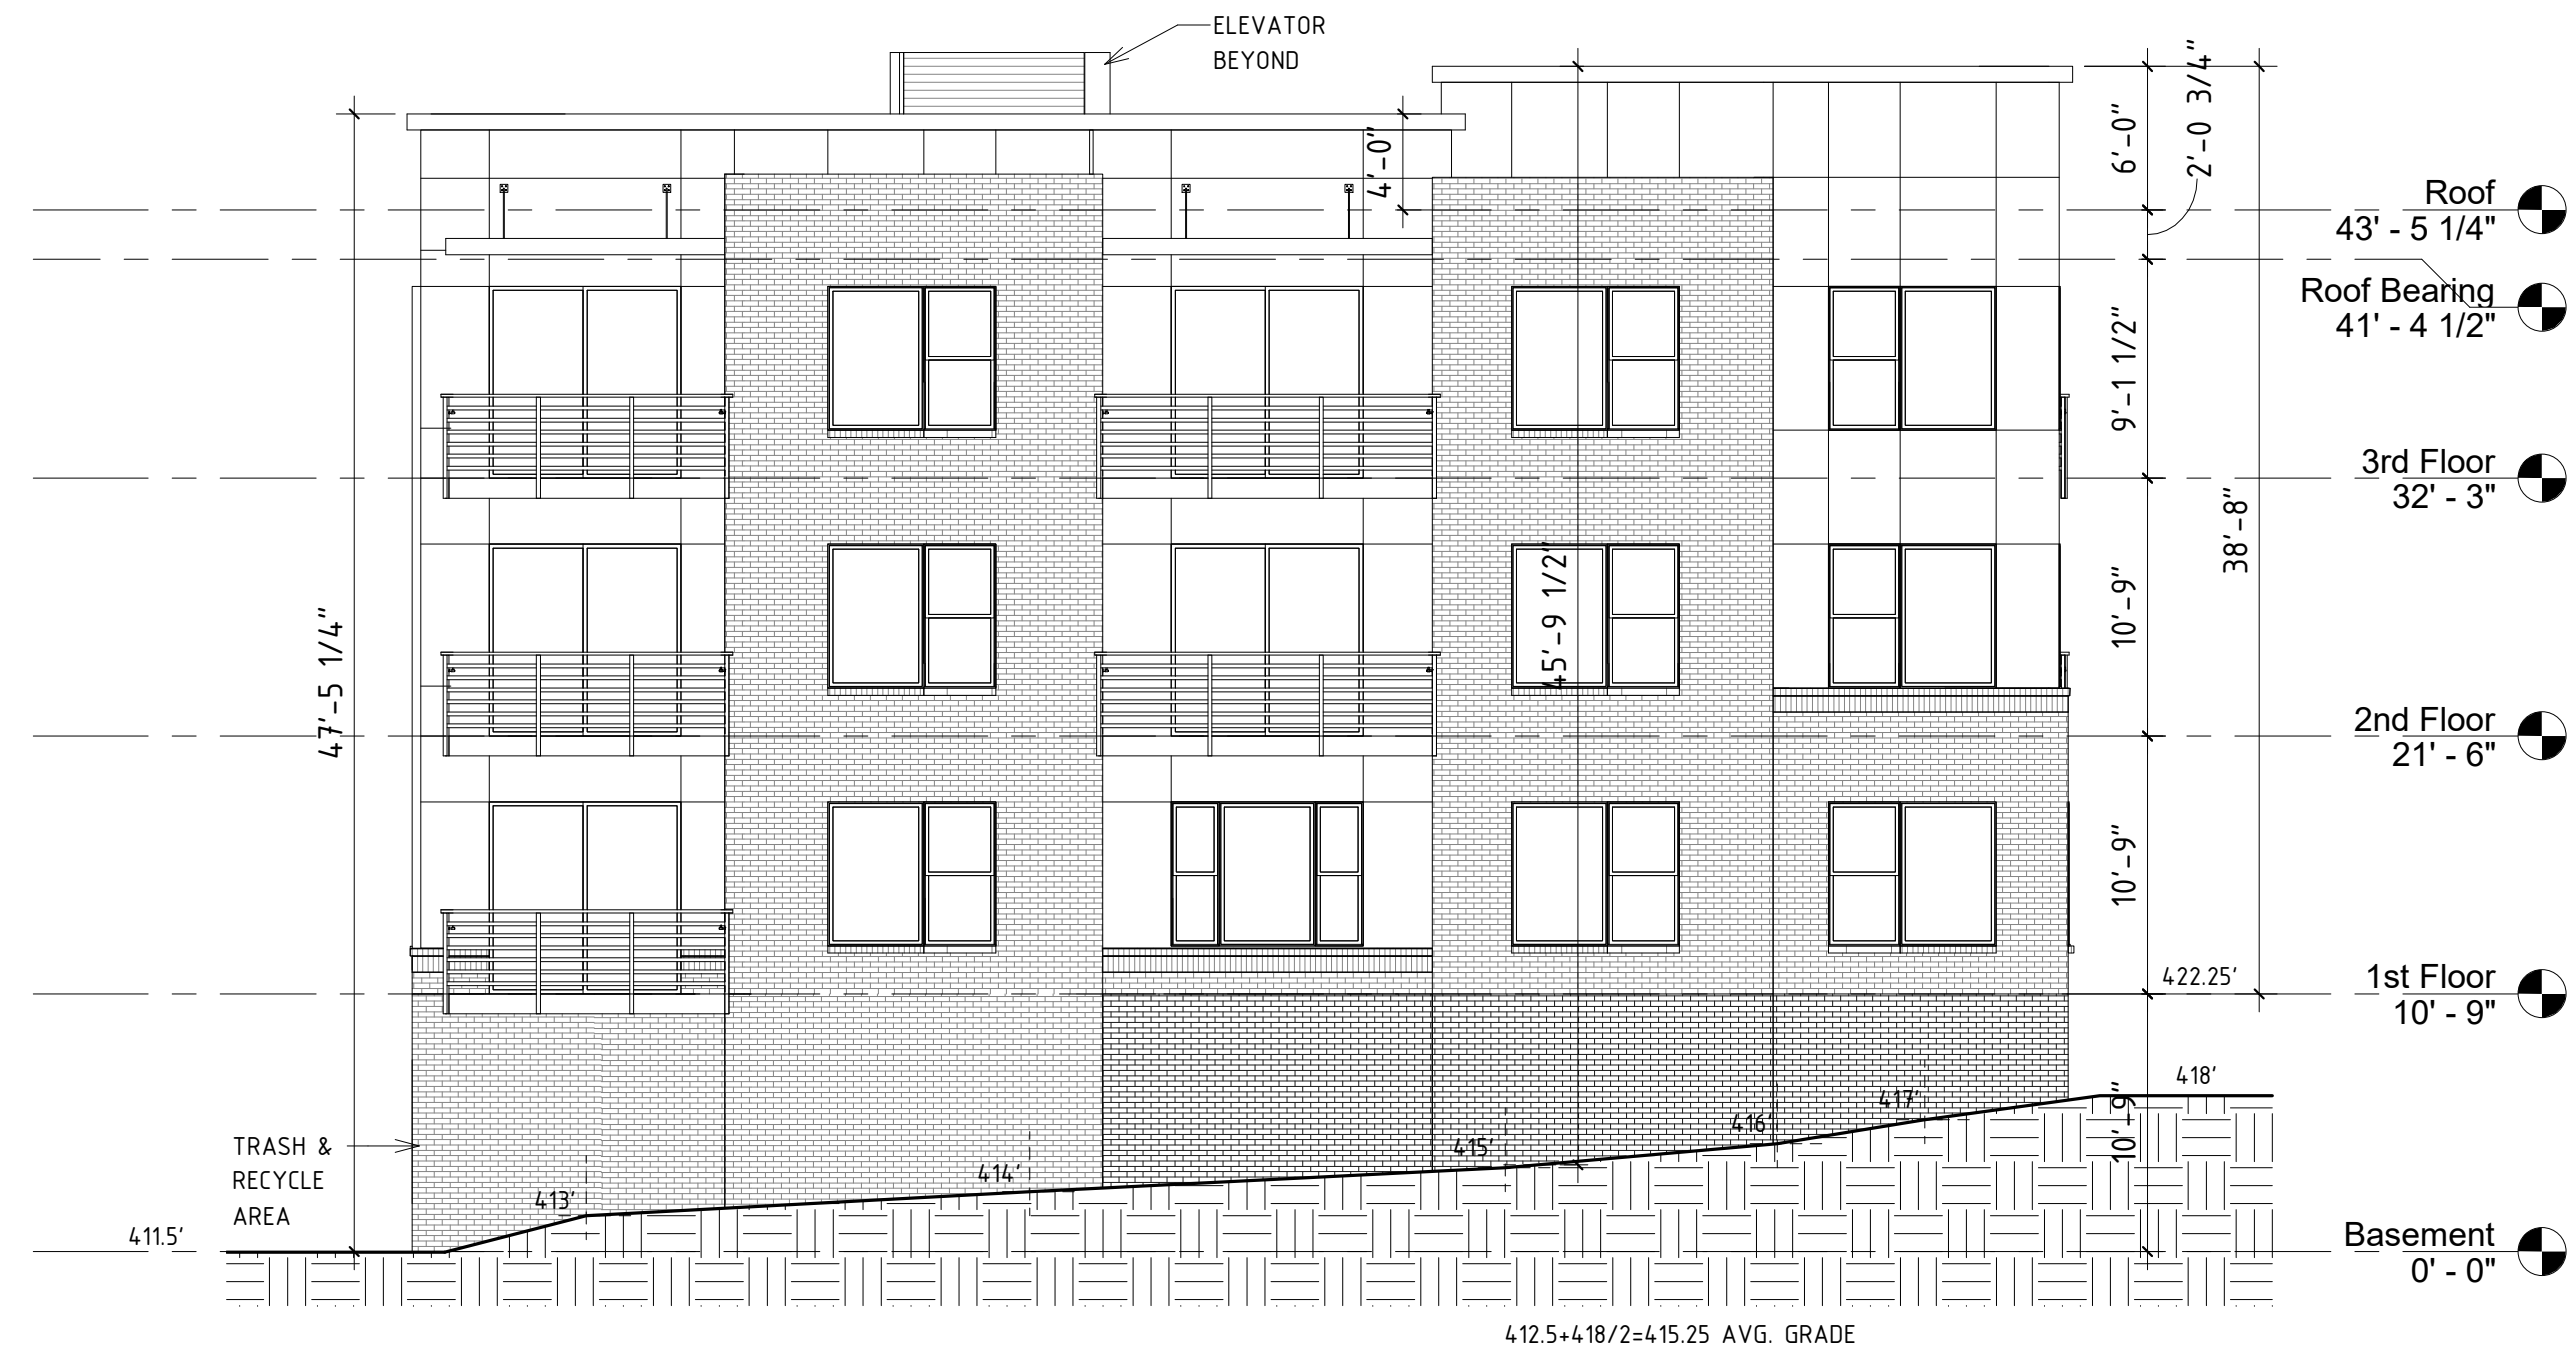 ELEVATOR
BEYOND
4'-0"
6'-0"
2'-0 3/4"
Roof
43' - 5 1/4"
Roof Bearing
41' - 4 1/2"
9'-1 1/2"
3rd Floor
32' - 3"
38'-8"
45'-9 1/2"
10'-9"
47'-5 1/4"
2nd Floor
21' - 6"
10'-9"
422.25'
1st Floor
10' - 9"
418'
417'
416'
415'
414'
413'
10'-9"
TRASH &
RECYCLE
AREA
411.5'
Basement
0' - 0"
412.5+418/2=415.25 AVG. GRADE